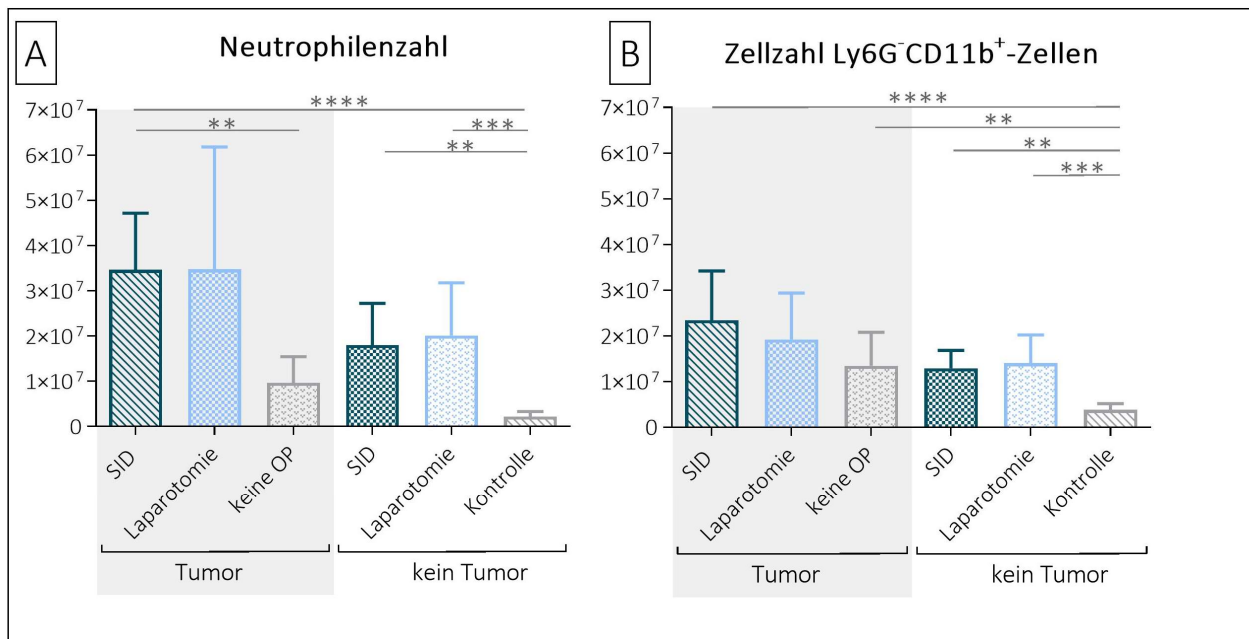 A
Neutrophilenzahl
7×10⁷
6×10⁷
5×10⁷
4×10⁷
3×10⁷
2×10⁷
1×10⁷
0
****
**
***
**
SID
Laparotomie
keine OP
SID
Laparotomie
Kontrolle
Tumor
kein Tumor
B
Zellzahl Ly6G⁻CD11b⁺-Zellen
7×10⁷
6×10⁷
5×10⁷
4×10⁷
3×10⁷
2×10⁷
1×10⁷
0
****
**
**
***
SID
Laparotomie
keine OP
SID
Laparotomie
Kontrolle
Tumor
kein Tumor